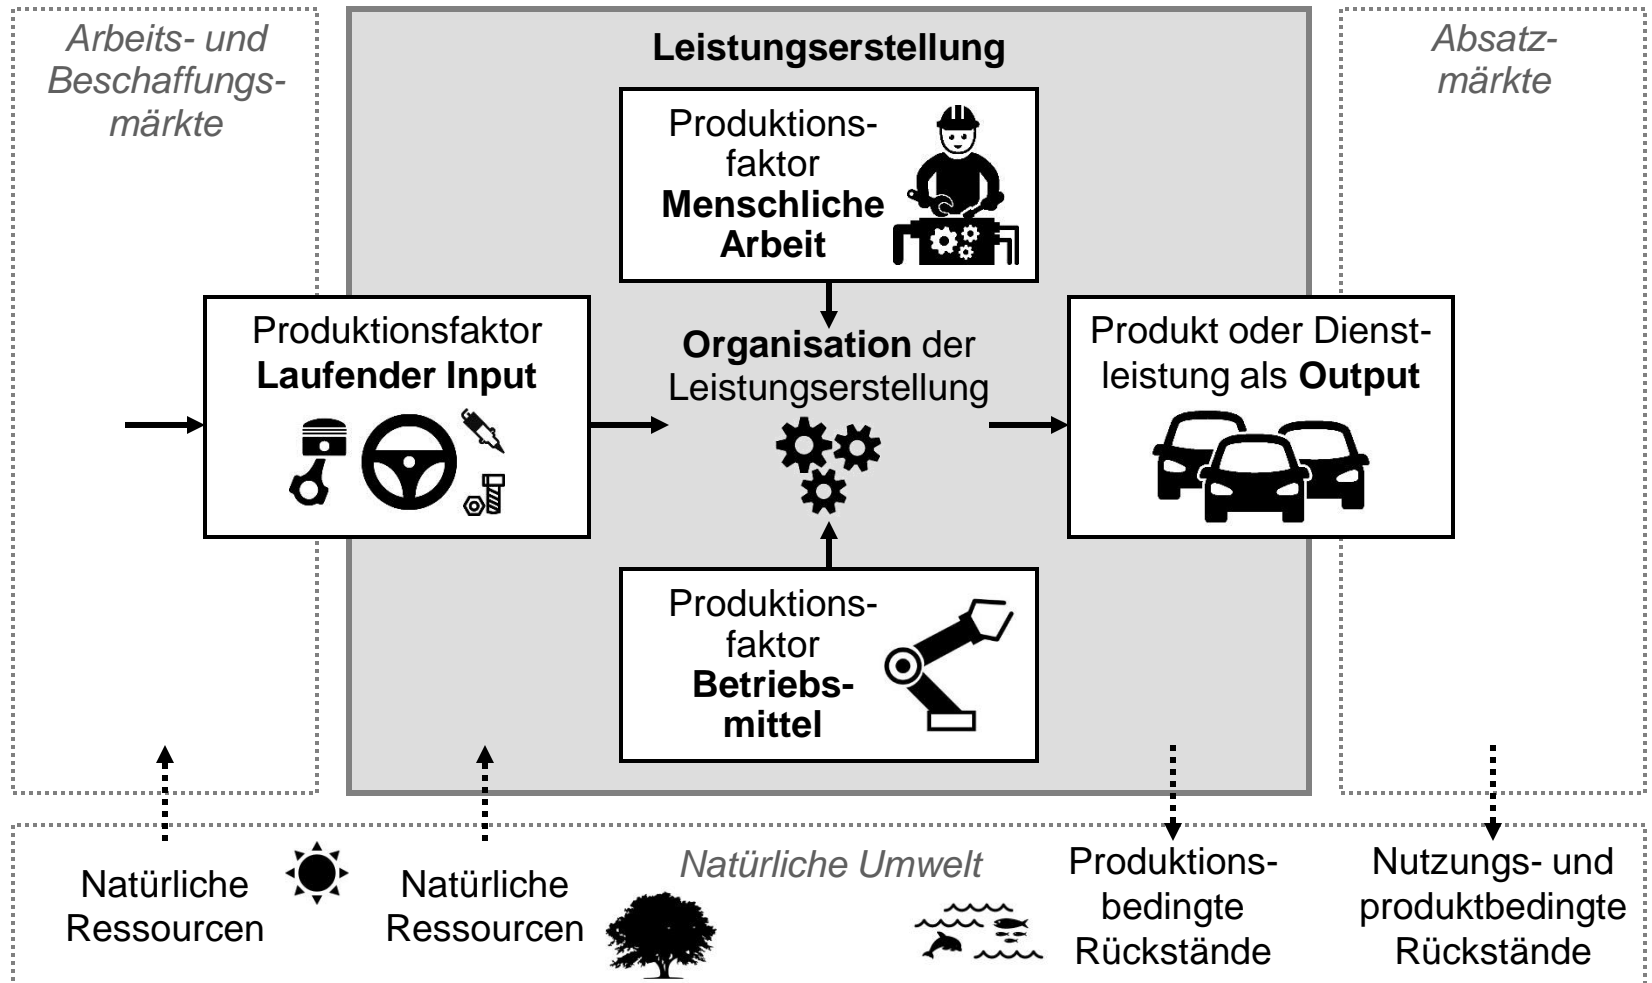 Arbeits- und
Beschaffungs-
märkte
Leistungserstellung
Absatz-
märkte
Produktions-
faktor
Menschliche
Arbeit
Produktionsfaktor
Laufender Input
Organisation der
Leistungserstellung
Produkt oder Dienst-
leistung als Output
Produktions-
faktor
Betriebs-
mittel
Natürliche
Ressourcen
Natürliche
Ressourcen
Natürliche Umwelt
Produktions-
bedingte
Rückstände
Nutzungs- und
produktbedingte
Rückstände